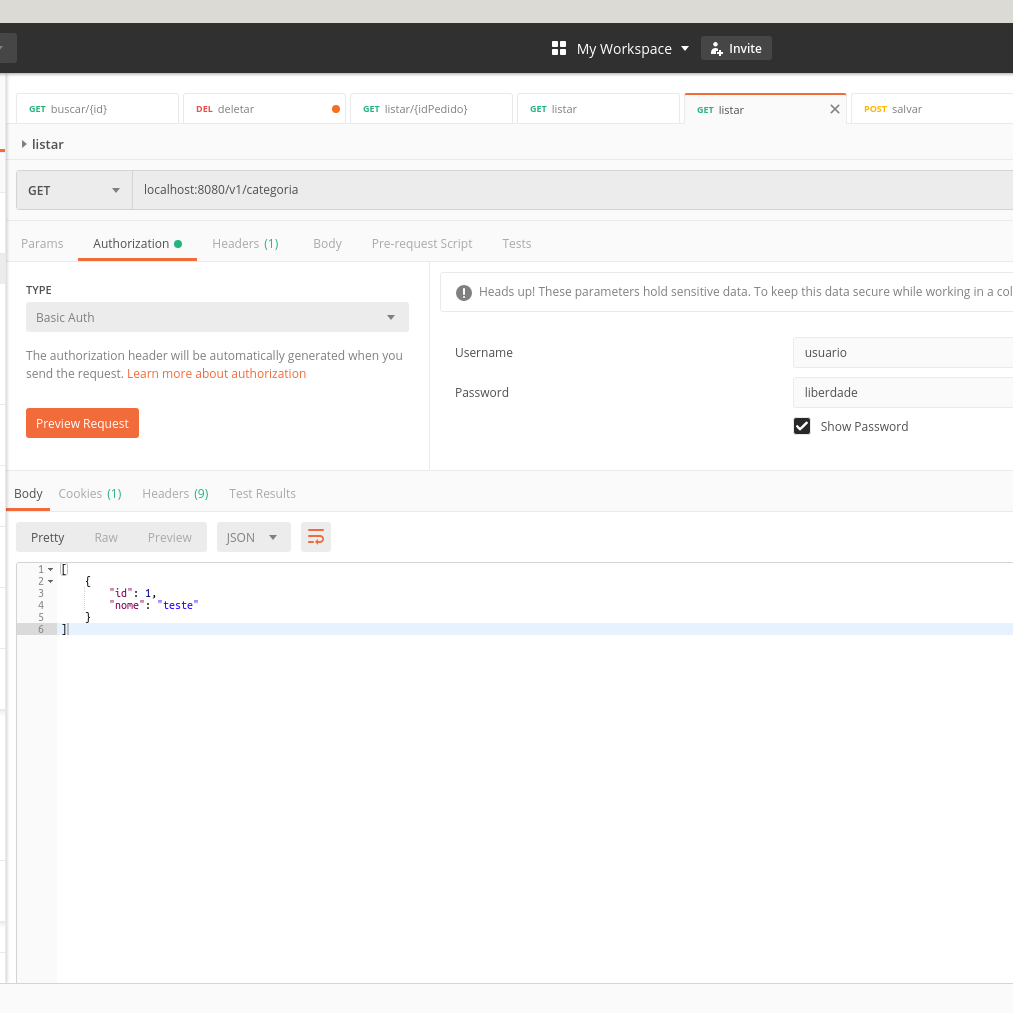 My Workspace Invite
GET buscar/{id} DEL deletar GET listar/{idPedido} GET listar GET listar POST salvar
listar
GET localhost:8080/v1/categoria
Params Authorization Headers (1) Body Pre-request Script Tests
TYPE
Heads up! These parameters hold sensitive data. To keep this data secure while working in a col
Basic Auth
The authorization header will be automatically generated when you
send the request. Learn more about authorization
Username usuario
Password liberdade
Show Password
Preview Request
Body Cookies (1) Headers (9) Test Results
Pretty Raw Preview JSON
1 [
2 {
3 "id": 1,
4 "nome": "teste"
5 }
6 ]